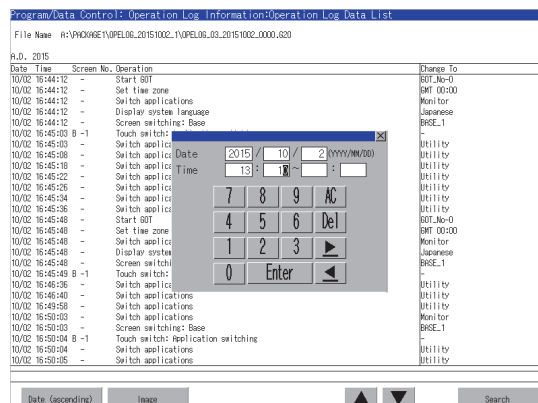 Program/Data Control: Operation Log Information:Operation Log Data List
File Name A:\PACKAGE1\OPELOG_20151002_1\OPELOG_03_20151002_0000.G2O
A.D. 2015
Date Time Screen No. Operation Change To
10/02 16:44:12 - Start GOT GOT_No-0
10/02 16:44:12 - Set time zone GMT 00:00
10/02 16:44:12 - Switch applications Monitor
10/02 16:44:12 - Display system language Japanese
10/02 16:44:12 - Screen switching: Base BASE_1
10/02 16:45:03 B -1 Touch switch: -
10/02 16:45:03 - Switch applica Utility
10/02 16:45:08 - Switch applica Utility
10/02 16:45:18 - Switch applica Utility
10/02 16:45:22 - Switch applica Utility
10/02 16:45:26 - Switch applica Utility
10/02 16:45:34 - Switch applica Utility
10/02 16:45:36 - Switch applica Utility
10/02 16:45:48 - Start GOT GOT_No-0
10/02 16:45:48 - Set time zone GMT 00:00
10/02 16:45:48 - Switch applica Monitor
10/02 16:45:48 - Display system Japanese
10/02 16:45:48 - Screen switchi BASE_1
10/02 16:45:49 B -1 Touch switch: -
10/02 16:46:36 - Switch applica Utility
10/02 16:46:40 - Switch applications Utility
10/02 16:49:58 - Switch applications Utility
10/02 16:50:03 - Switch applications Monitor
10/02 16:50:03 - Screen switching: Base BASE_1
10/02 16:50:04 B -1 Touch switch: Application switching -
10/02 16:50:04 - Switch applications Utility
10/02 16:50:05 - Switch applications Utility
Date 2015 / 10 / 2 (YYYY/MM/DD)
Time 13 : : ~ :
7 8 9 AC
4 5 6 Del
1 2 3
0 Enter
Date (ascending) Image Search